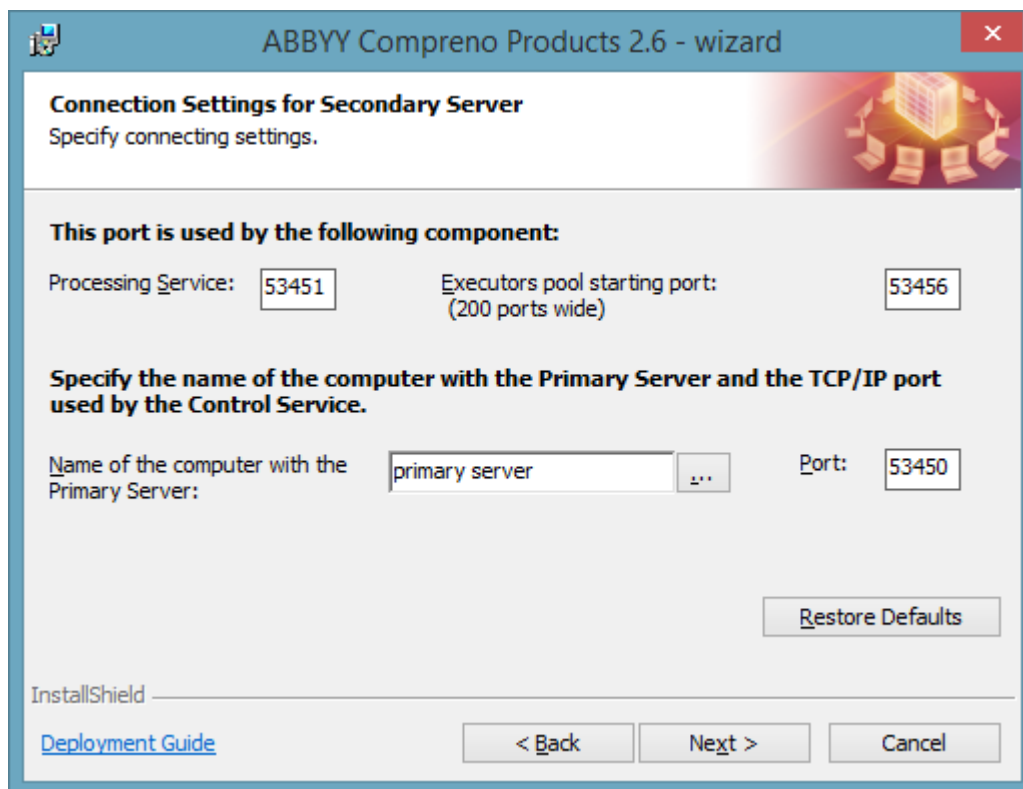 ABBYY Compreno Products 2.6 - wizard
Connection Settings for Secondary Server
Specify connecting settings.
This port is used by the following component:
Processing Service: 53451 Executors pool starting port: 53456
(200 ports wide)
Specify the name of the computer with the Primary Server and the TCP/IP port
used by the Control Service.
Name of the computer with the primary server ... Port: 53450
Primary Server:
Restore Defaults
InstallShield
Deployment Guide < Back Next > Cancel